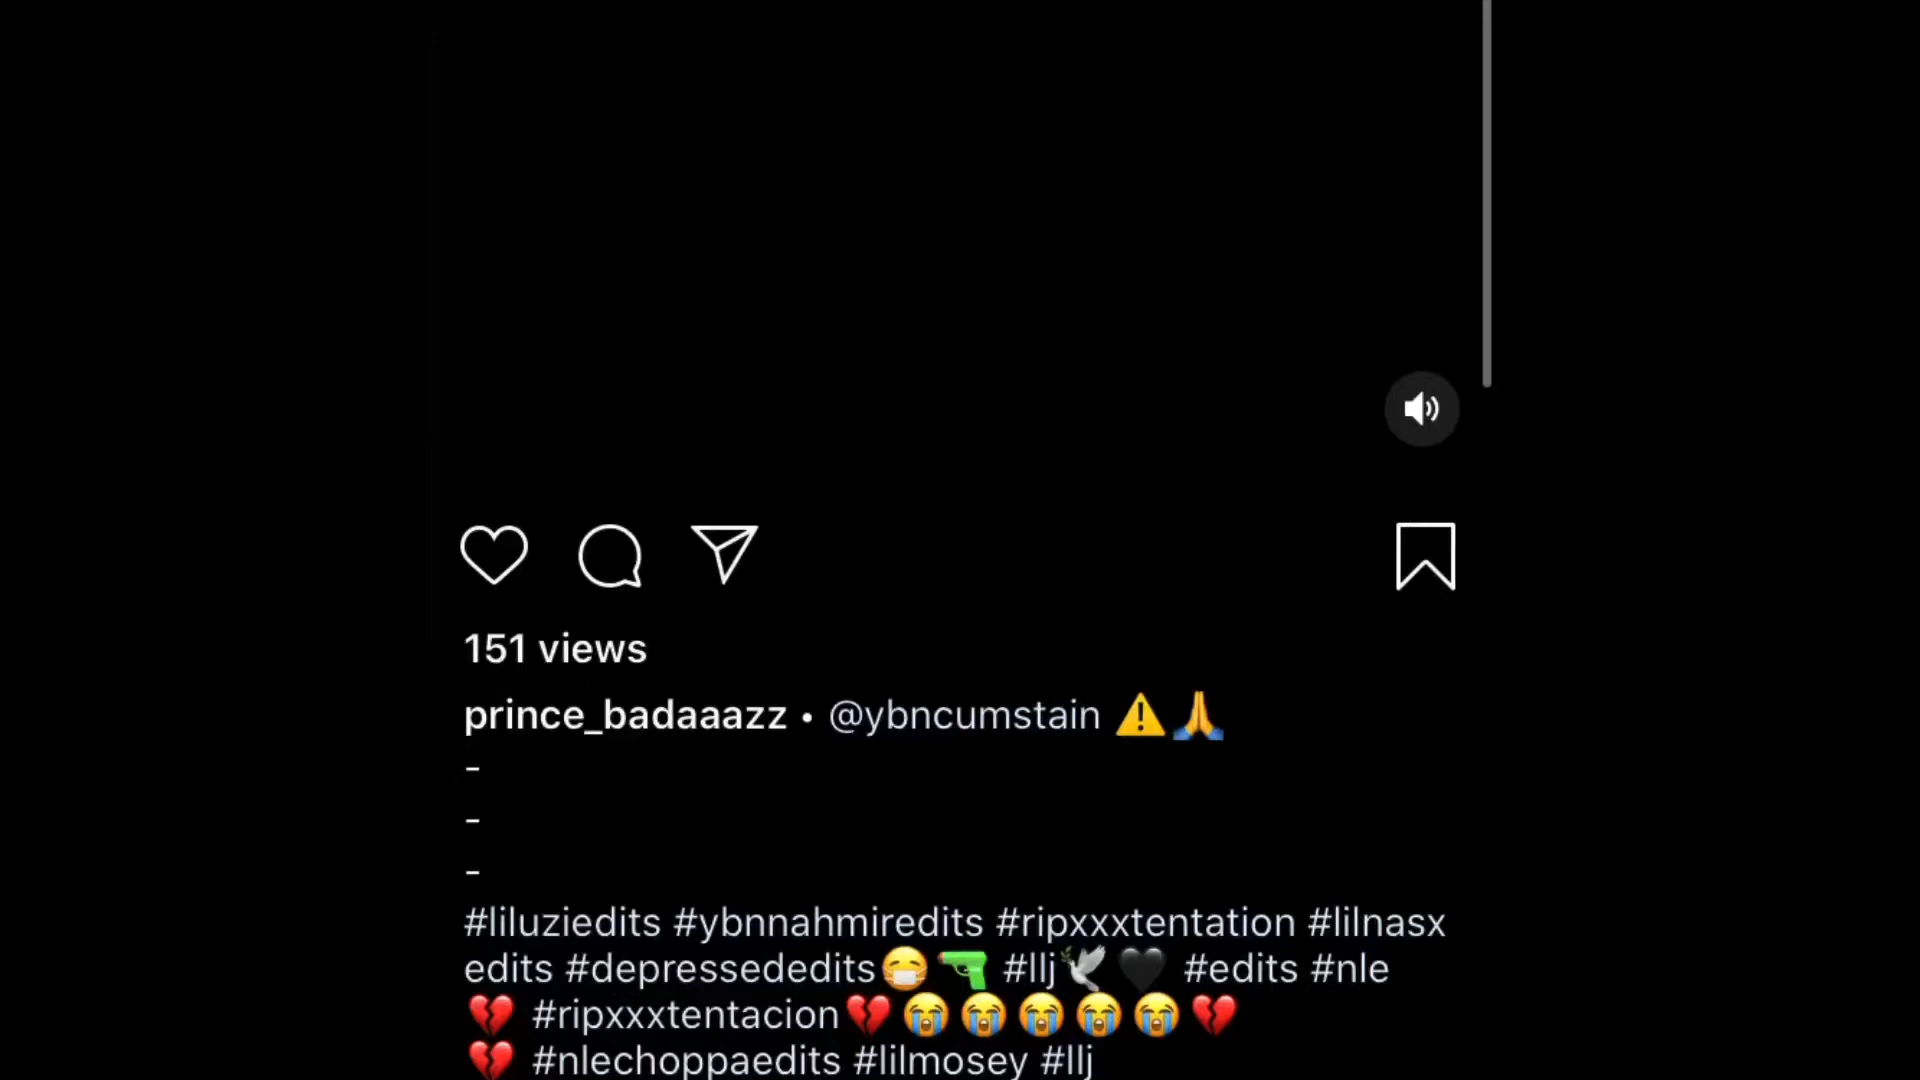 151 views
prince_badaaazz • @ybncumstain ⚠️🙏
-
-
-
#liluziedits #ybnnahmiredits #ripxxxtentation #lilnasx
edits #depressededits😷🔫 #llj🕊🖤 #edits #nle
💔 #ripxxxtentacion💔😭😭😭😭😭💔
💔 #nlechoppaedits #lilmosey #llj